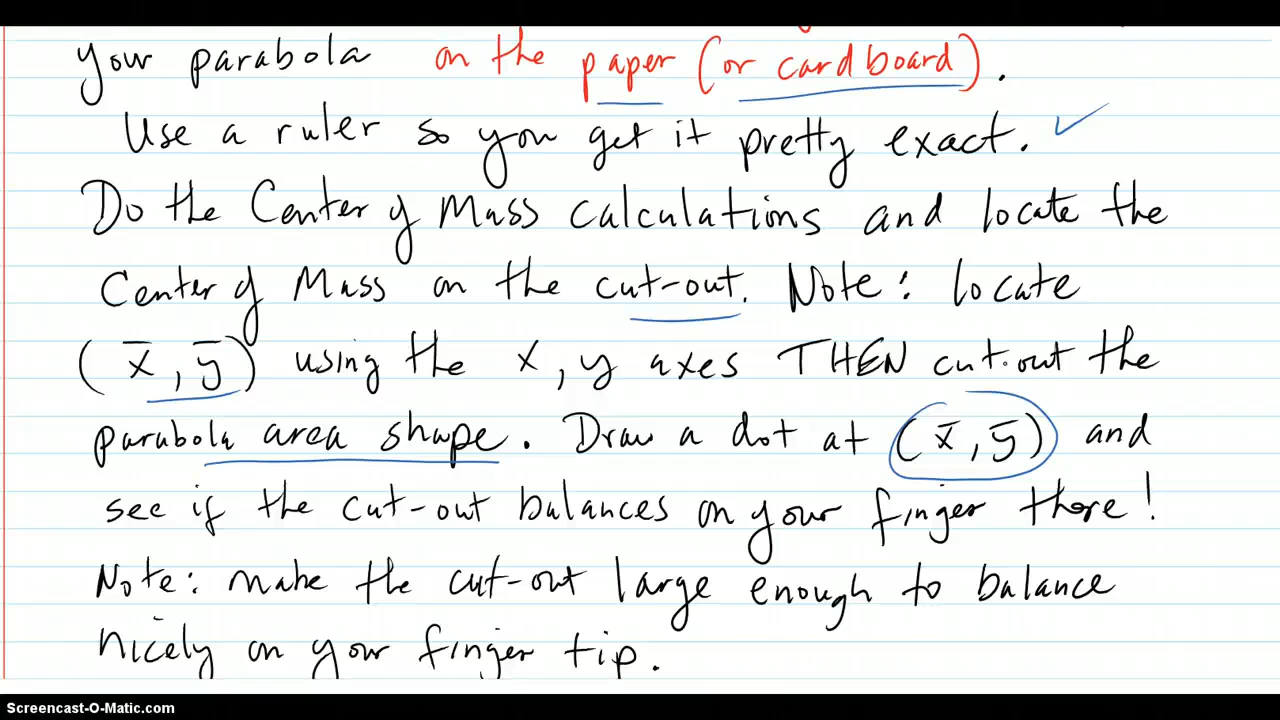 your parabola on the paper (or cardboard).
Use a ruler so you get it pretty exact. ✓
Do the Center of Mass calculations and locate the
Center of Mass on the cut-out. Note: locate
(x̄, ȳ) using the x, y axes THEN cut-out the
parabola area shape. Draw a dot at (x̄, ȳ) and
see if the cut-out balances on your finger there!
Note: make the cut-out large enough to balance
nicely on your finger tip.
Screencast-O-Matic.com